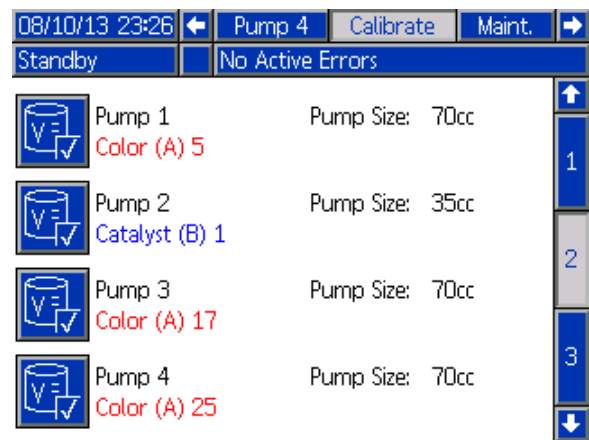 08/10/13 23:26 Pump 4 Calibrate Maint.
Standby No Active Errors
Pump 1 Pump Size: 70cc
Color (A) 5
1
Pump 2 Pump Size: 35cc
Catalyst (B) 1
2
Pump 3 Pump Size: 70cc
Color (A) 17
3
Pump 4 Pump Size: 70cc
Color (A) 25
V
V
V
V